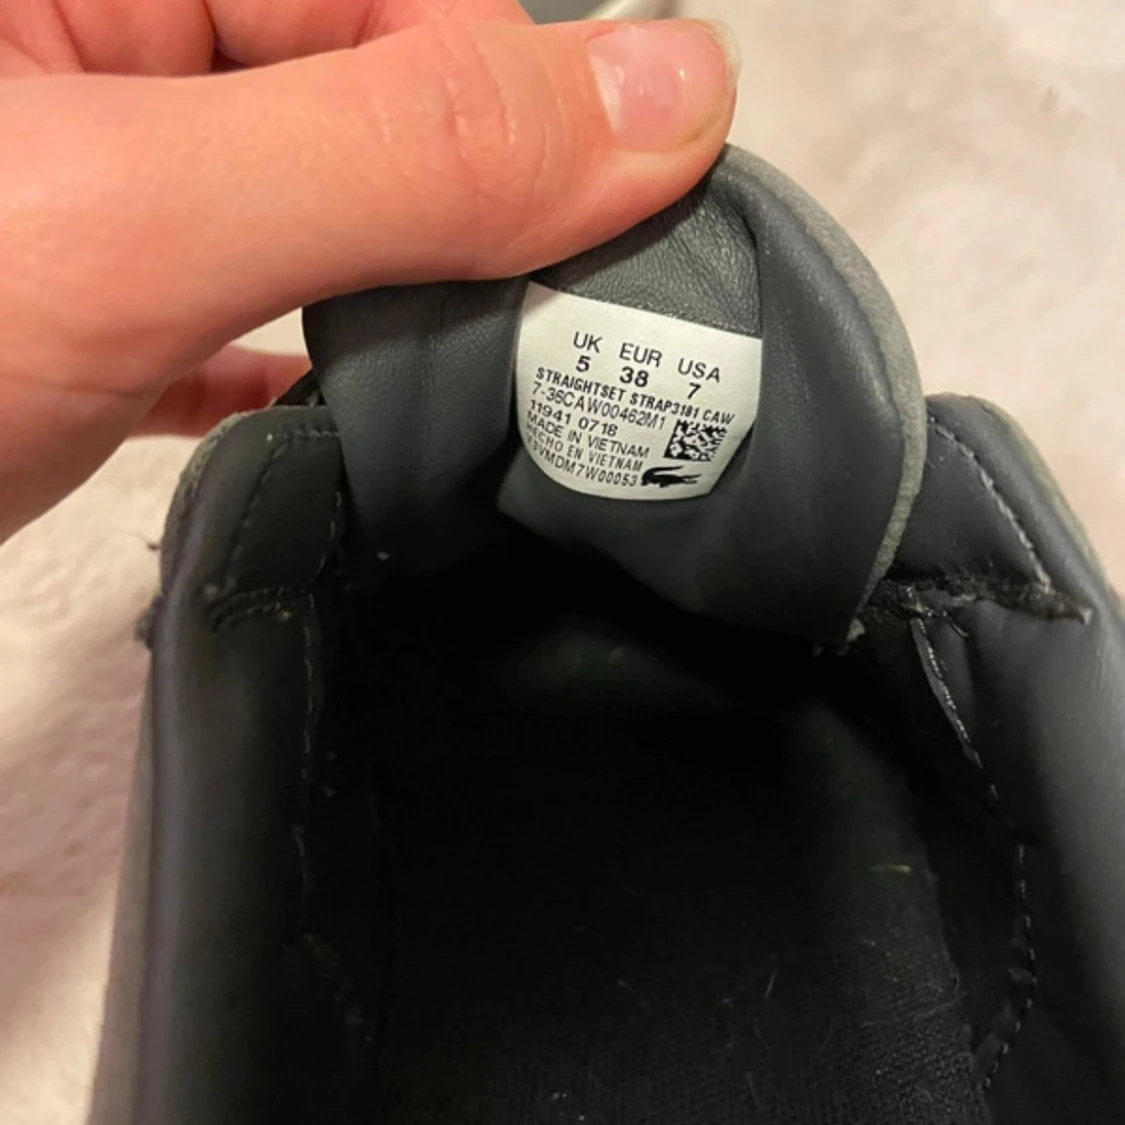 UK EUR USA
5 38 7
STRAIGHTSET STRAP3181 CAW
7-36CAW00462M1
11941 0718
MADE IN VIETNAM
HECHO EN VIETNAM